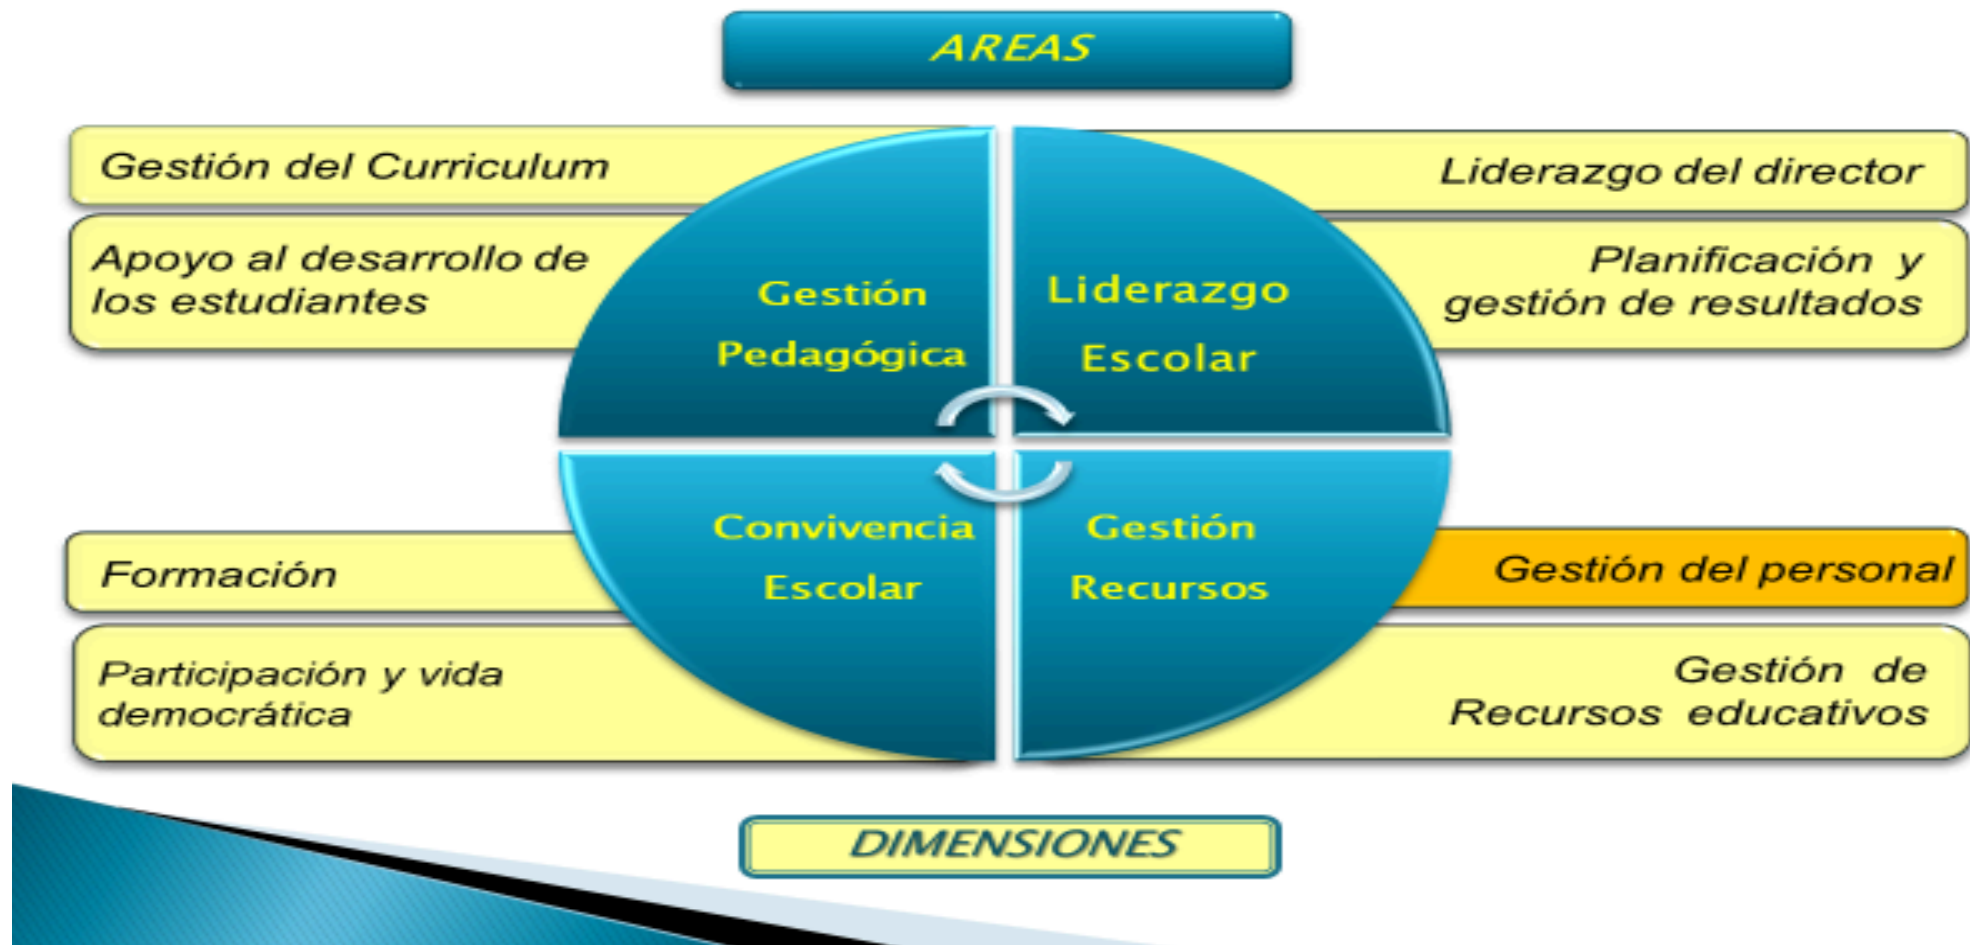 AREAS
Gestión del Curriculum
Apoyo al desarrollo de
los estudiantes
Liderazgo del director
Planificación y
gestión de resultados
Gestión
Pedagógica
Liderazgo
Escolar
Convivencia
Escolar
Gestión
Recursos
Formación
Participación y vida
democrática
Gestión del personal
Gestión de
Recursos educativos
DIMENSIONES